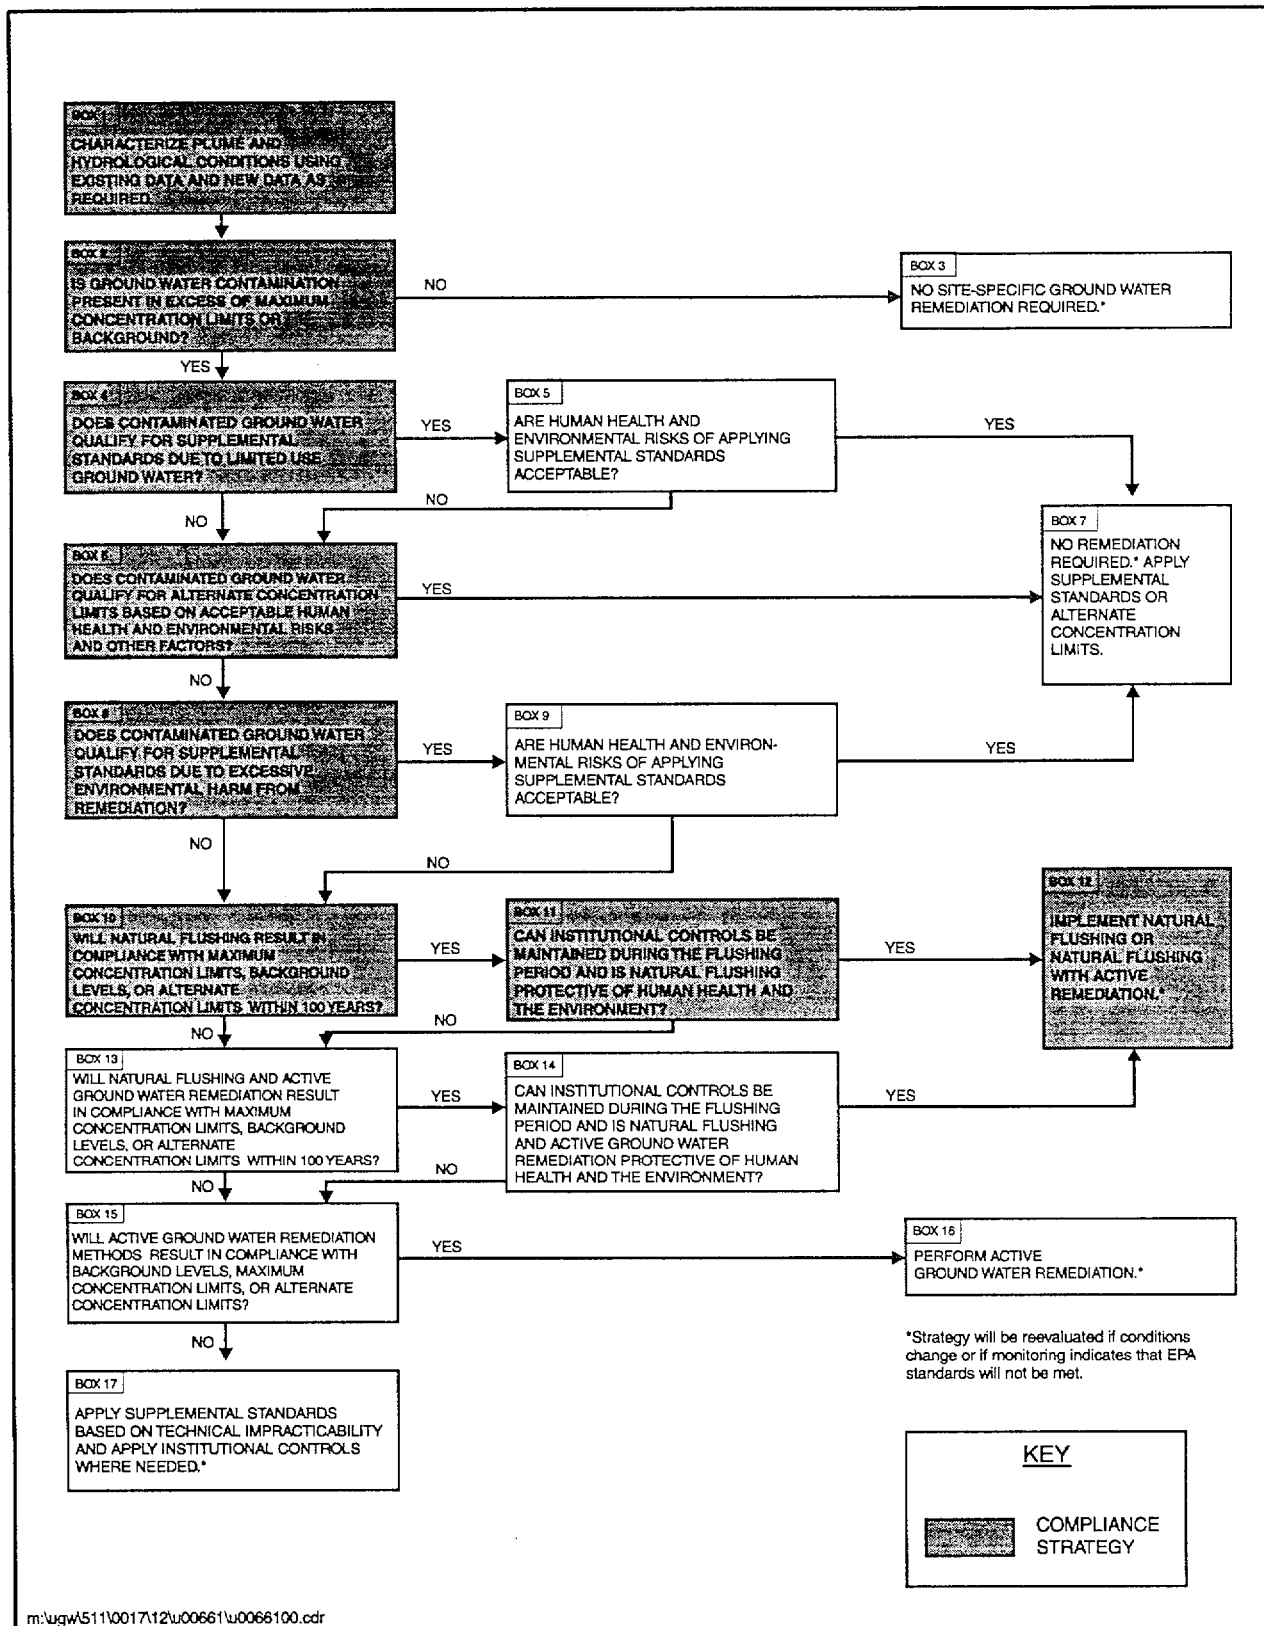 BOX
CHARACTERIZE PLUME AND
HYDROLOGICAL CONDITIONS USING
EXISTING DATA AND NEW DATA AS
REQUIRED.
BOX 2
IS GROUND WATER CONTAMINATION
PRESENT IN EXCESS OF MAXIMUM
CONCENTRATION LIMITS OR
BACKGROUND?
NO
BOX 3
NO SITE-SPECIFIC GROUND WATER
REMEDIATION REQUIRED.*
YES
BOX 4
DOES CONTAMINATED GROUND WATER
QUALIFY FOR SUPPLEMENTAL
STANDARDS DUE TO LIMITED USE
GROUND WATER?
YES
BOX 5
ARE HUMAN HEALTH AND
ENVIRONMENTAL RISKS OF APPLYING
SUPPLEMENTAL STANDARDS
ACCEPTABLE?
YES
NO
NO
BOX 6
DOES CONTAMINATED GROUND WATER
QUALIFY FOR ALTERNATE CONCENTRATION
LIMITS BASED ON ACCEPTABLE HUMAN
HEALTH AND ENVIRONMENTAL RISKS
AND OTHER FACTORS?
YES
BOX 7
NO REMEDIATION
REQUIRED.* APPLY
SUPPLEMENTAL
STANDARDS OR
ALTERNATE
CONCENTRATION
LIMITS.
NO
BOX 8
DOES CONTAMINATED GROUND WATER
QUALIFY FOR SUPPLEMENTAL
STANDARDS DUE TO EXCESSIVE
ENVIRONMENTAL HARM FROM
REMEDIATION?
YES
BOX 9
ARE HUMAN HEALTH AND ENVIRON-
MENTAL RISKS OF APPLYING
SUPPLEMENTAL STANDARDS
ACCEPTABLE?
YES
NO
NO
BOX 10
WILL NATURAL FLUSHING RESULT IN
COMPLIANCE WITH MAXIMUM
CONCENTRATION LIMITS, BACKGROUND
LEVELS, OR ALTERNATE
CONCENTRATION LIMITS WITHIN 100 YEARS?
YES
BOX 11
CAN INSTITUTIONAL CONTROLS BE
MAINTAINED DURING THE FLUSHING
PERIOD AND IS NATURAL FLUSHING
PROTECTIVE OF HUMAN HEALTH AND
THE ENVIRONMENT?
YES
BOX 12
IMPLEMENT NATURAL
FLUSHING OR
NATURAL FLUSHING
WITH ACTIVE
REMEDIATION.*
NO
NO
BOX 13
WILL NATURAL FLUSHING AND ACTIVE
GROUND WATER REMEDIATION RESULT
IN COMPLIANCE WITH MAXIMUM
CONCENTRATION LIMITS, BACKGROUND
LEVELS, OR ALTERNATE
CONCENTRATION LIMITS WITHIN 100 YEARS?
YES
BOX 14
CAN INSTITUTIONAL CONTROLS BE
MAINTAINED DURING THE FLUSHING
PERIOD AND IS NATURAL FLUSHING
AND ACTIVE GROUND WATER
REMEDIATION PROTECTIVE OF HUMAN
HEALTH AND THE ENVIRONMENT?
YES
NO
NO
BOX 15
WILL ACTIVE GROUND WATER REMEDIATION
METHODS RESULT IN COMPLIANCE WITH
BACKGROUND LEVELS, MAXIMUM
CONCENTRATION LIMITS, OR ALTERNATE
CONCENTRATION LIMITS?
YES
BOX 16
PERFORM ACTIVE
GROUND WATER REMEDIATION.*
NO
*Strategy will be reevaluated if conditions
change or if monitoring indicates that EPA
standards will not be met.
BOX 17
APPLY SUPPLEMENTAL STANDARDS
BASED ON TECHNICAL IMPRACTICABILITY
AND APPLY INSTITUTIONAL CONTROLS
WHERE NEEDED.*
KEY
COMPLIANCE
STRATEGY
m:\ugw\511\0017\12\u00661\u0066100.cdr